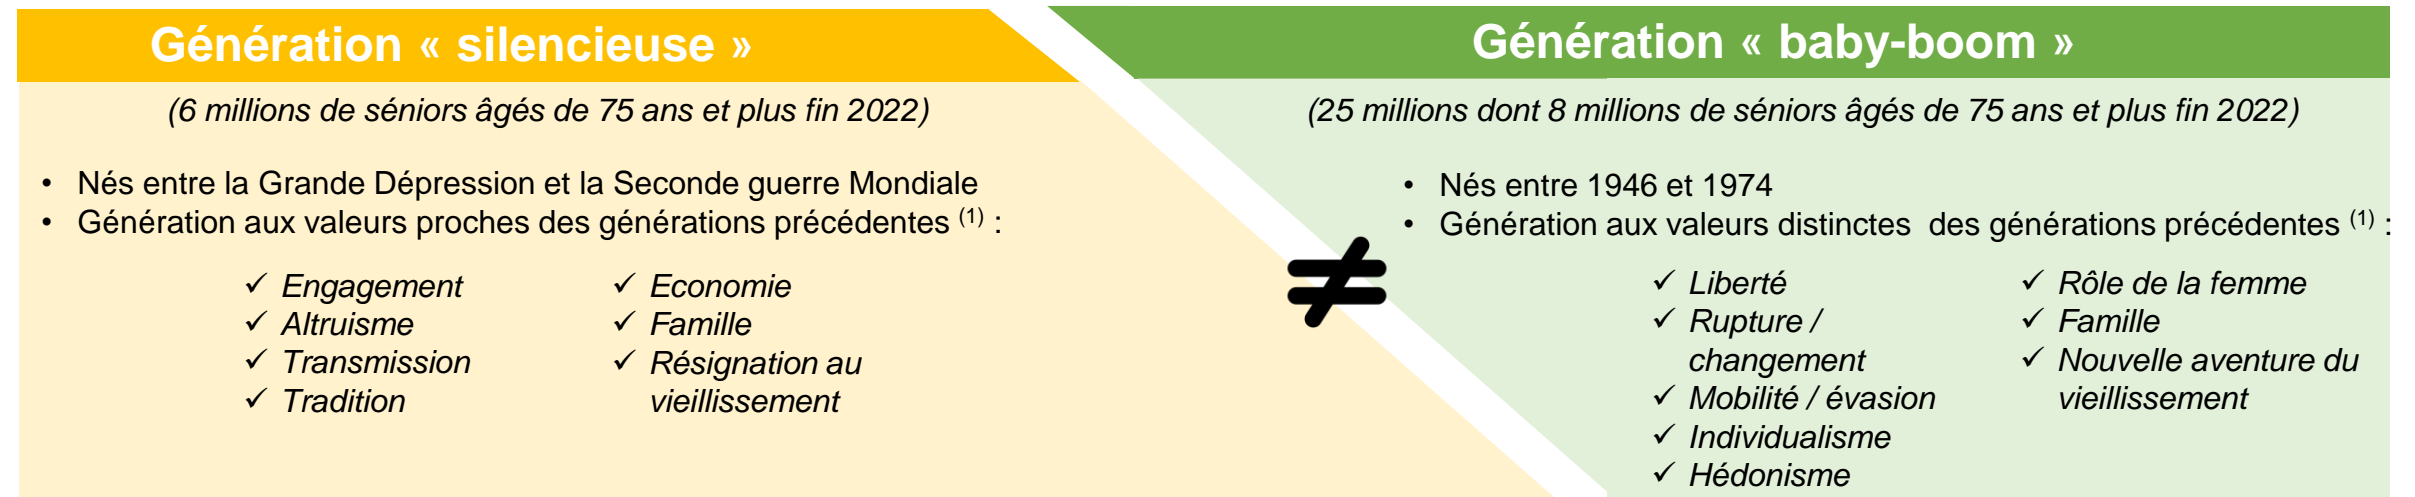 Génération « silencieuse »
(6 millions de séniors âgés de 75 ans et plus fin 2022)
• Nés entre la Grande Dépression et la Seconde guerre Mondiale
• Génération aux valeurs proches des générations précédentes (1) :
✓ Engagement
✓ Altruisme
✓ Transmission
✓ Tradition
✓ Economie
✓ Famille
✓ Résignation au
vieillissement
≠
Génération « baby-boom »
(25 millions dont 8 millions de séniors âgés de 75 ans et plus fin 2022)
• Nés entre 1946 et 1974
• Génération aux valeurs distinctes des générations précédentes (1) :
✓ Liberté
✓ Rupture /
changement
✓ Mobilité / évasion
✓ Individualisme
✓ Hédonisme
✓ Rôle de la femme
✓ Famille
✓ Nouvelle aventure du
vieillissement